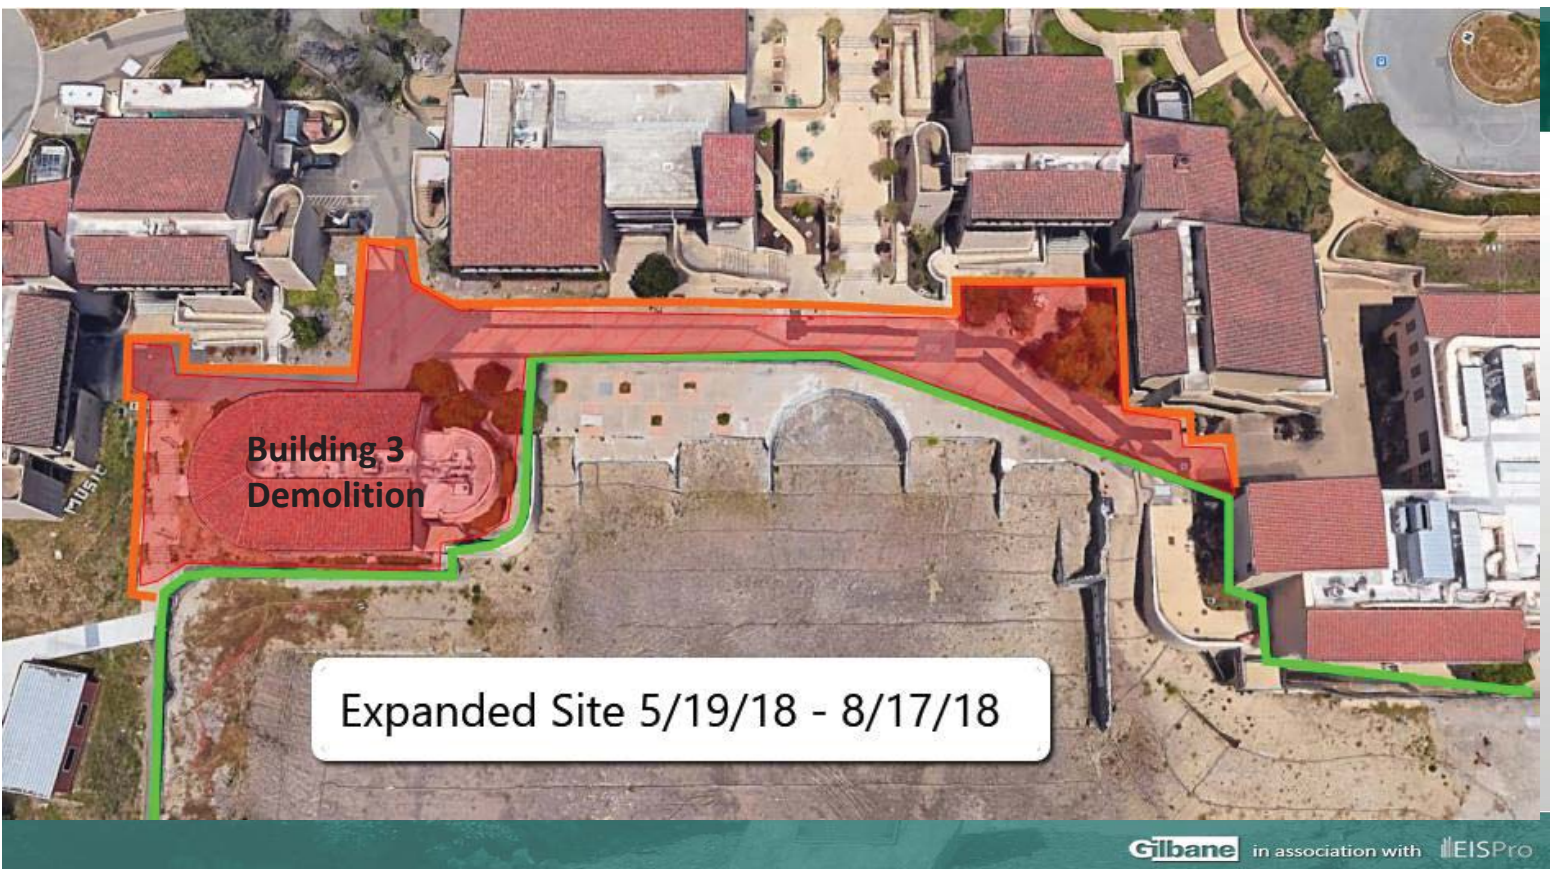 MUSIC
Building 3
Demolition
Expanded Site 5/19/18 - 8/17/18
Gilbane in association with EISPro